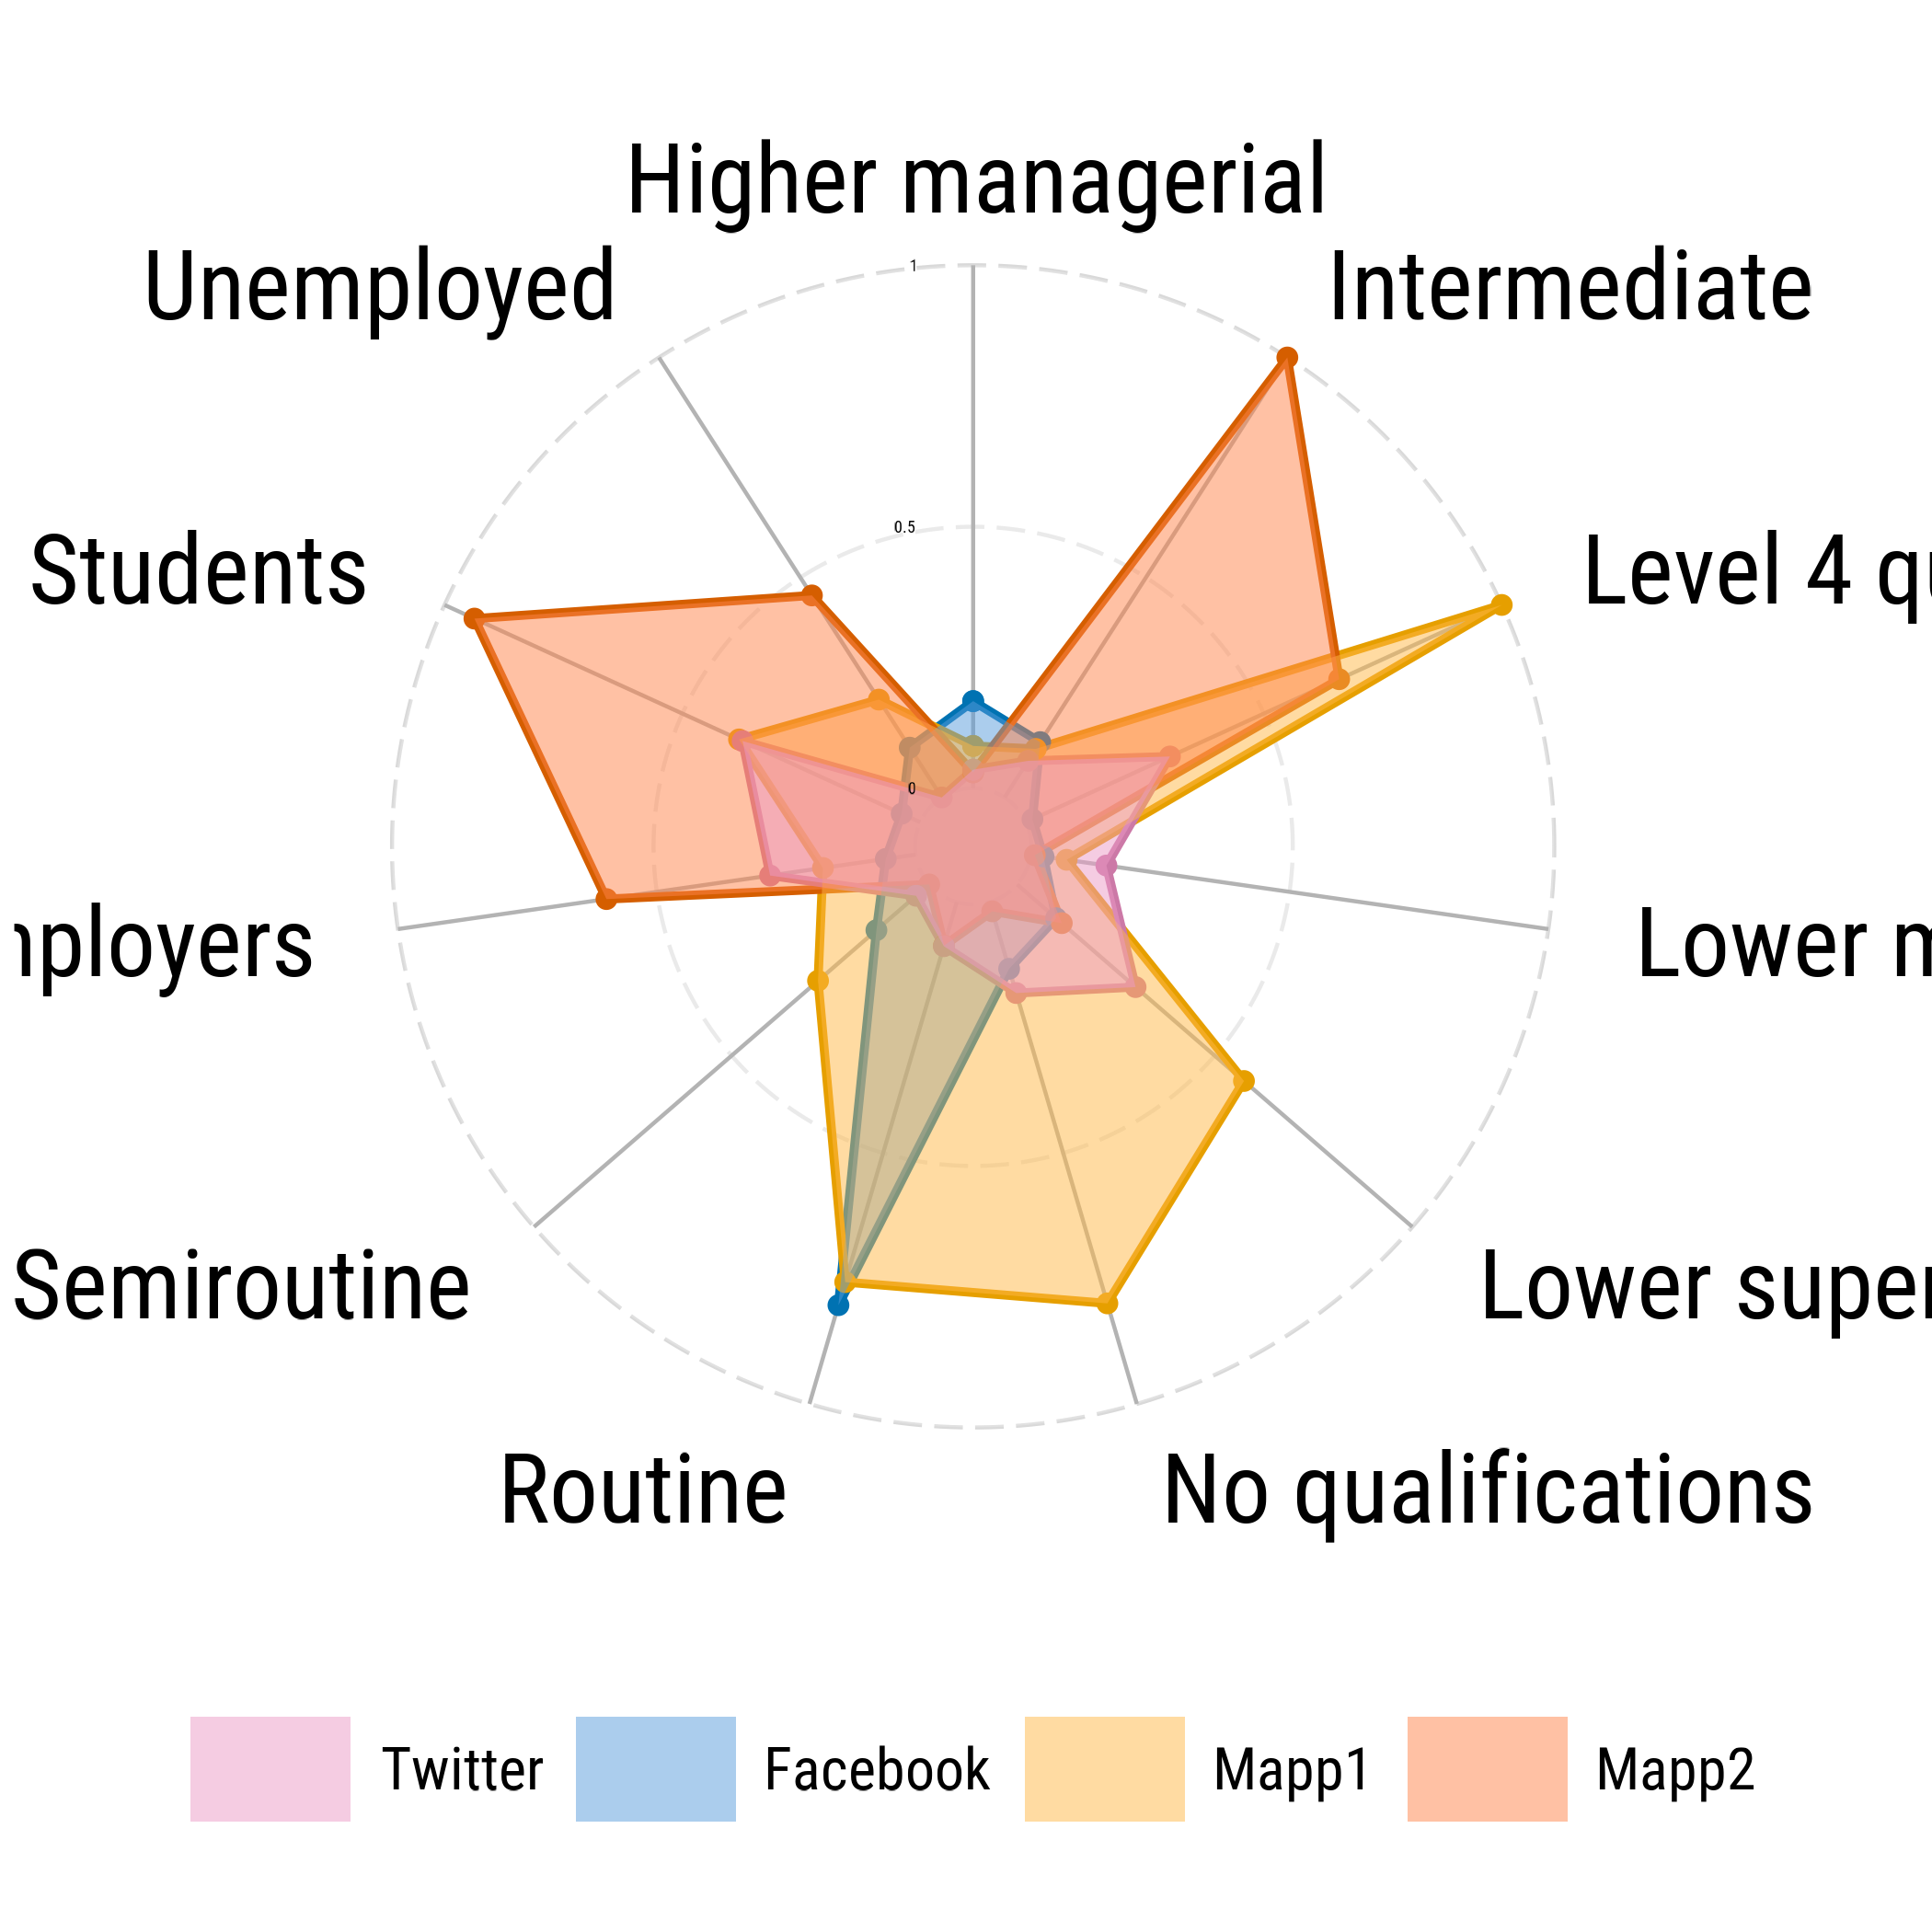 Higher managerial
Unemployed
Intermediate
1
0.5
0
Students
Level 4 qu
nployers
Lower m
Semiroutine
Lower super
Routine
No qualifications
Twitter
Facebook
Mapp1
Mapp2